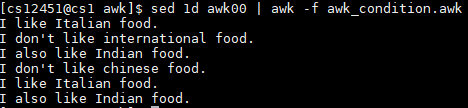 [cs12451@cs1 awk]$ sed 1d awk00 | awk -f awk_condition.awk
I like Italian food.
I don't like international food.
I also like Indian food.
I don't like chinese food.
I like Italian food.
I also like Indian food.